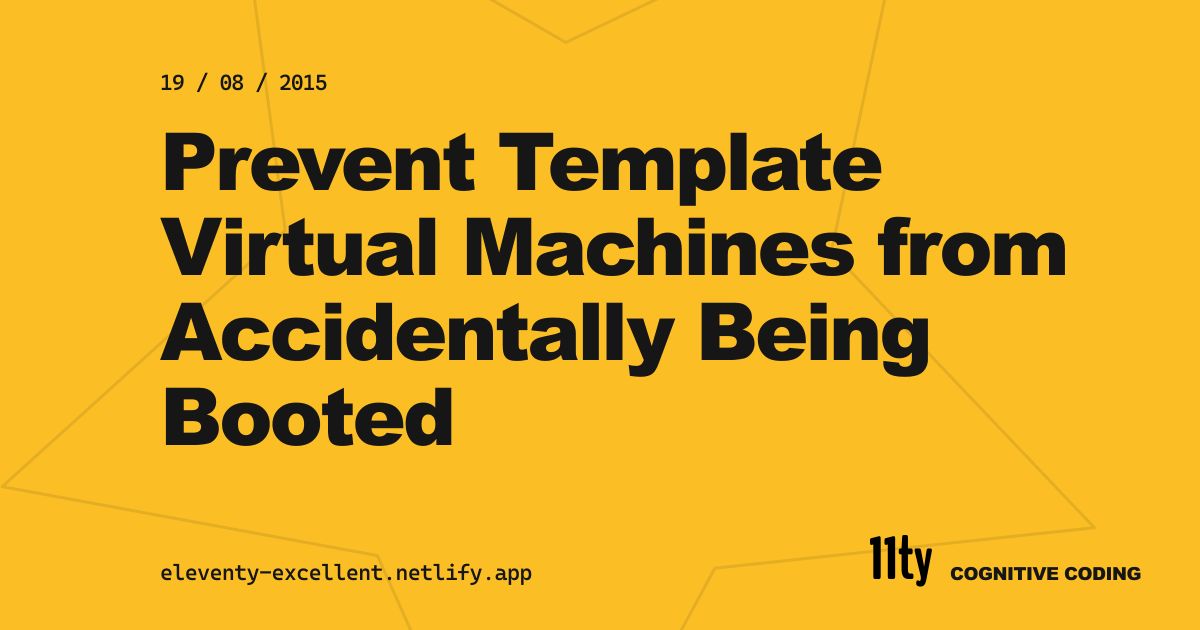 19 / 08 / 2015
Prevent Template
Virtual Machines from
Accidentally Being
Booted
eleventy-excellent.netlify.app
11ty COGNITIVE CODING